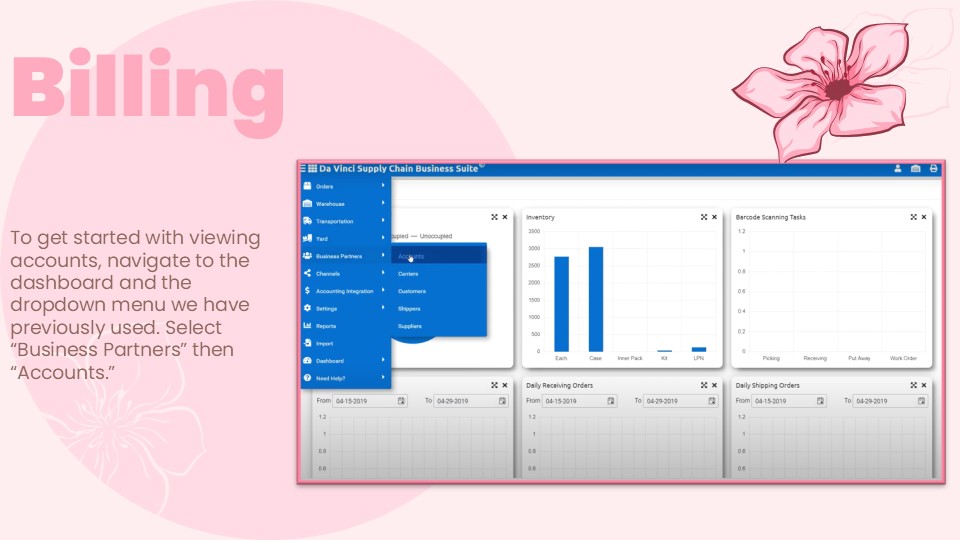 Billing
To get started with viewing
accounts, navigate to the
dashboard and the
dropdown menu we have
previously used. Select
“Business Partners” then
“Accounts.”
Da Vinci Supply Chain Business Suite
Orders
Warehouse
Transportation
Yard
Business Partners
Channels
Accounting Integration
Settings
Reports
Import
Dashboard
Need Help?
Accounts
Carriers
Customers
Shippers
Suppliers
Unoccupied
Inventory
3500
3000
2500
2000
1500
1000
500
0
Each Case Inner Pack Kit LPN
Barcode Scanning Tasks
1.2
1
0.8
0.6
0.4
0.2
0
Picking Receiving Put Away Work Order
From 04-15-2019 To 04-29-2019
1.2
1
0.8
0.6
Daily Receiving Orders
From 04-15-2019 To 04-29-2019
1.2
1
0.8
0.6
Daily Shipping Orders
From 04-15-2019 To 04-29-2019
1.2
1
0.8
0.6